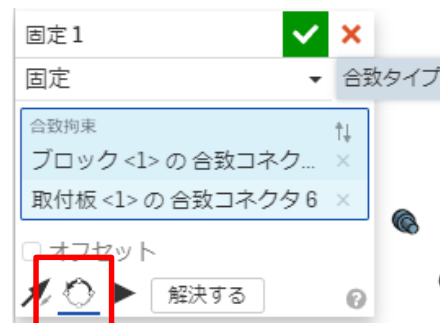 固定 1
固定
合致タイプ
合致拘束
ブロック <1> の 合致コネク...
取付板 <1> の 合致コネクタ 6
オフセット
解決する